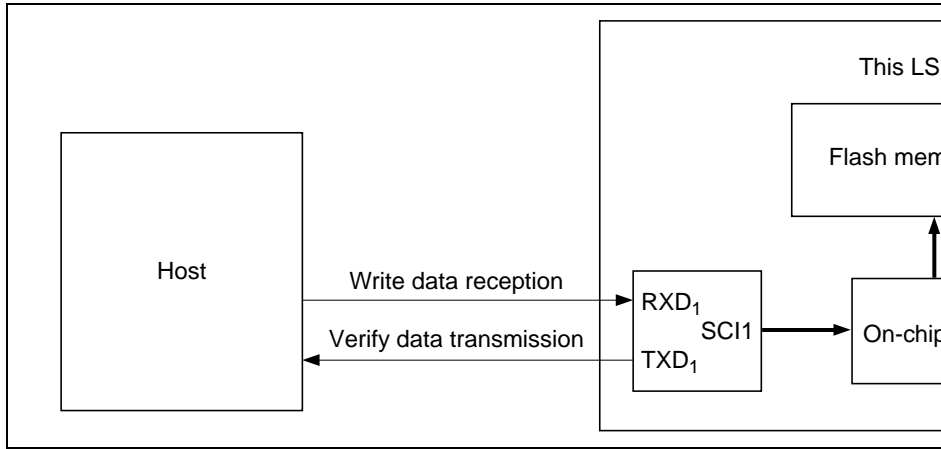 This LS
Flash mem
Host
Write data reception
RXD1
SCI1
On-chip
Verify data transmission
TXD1